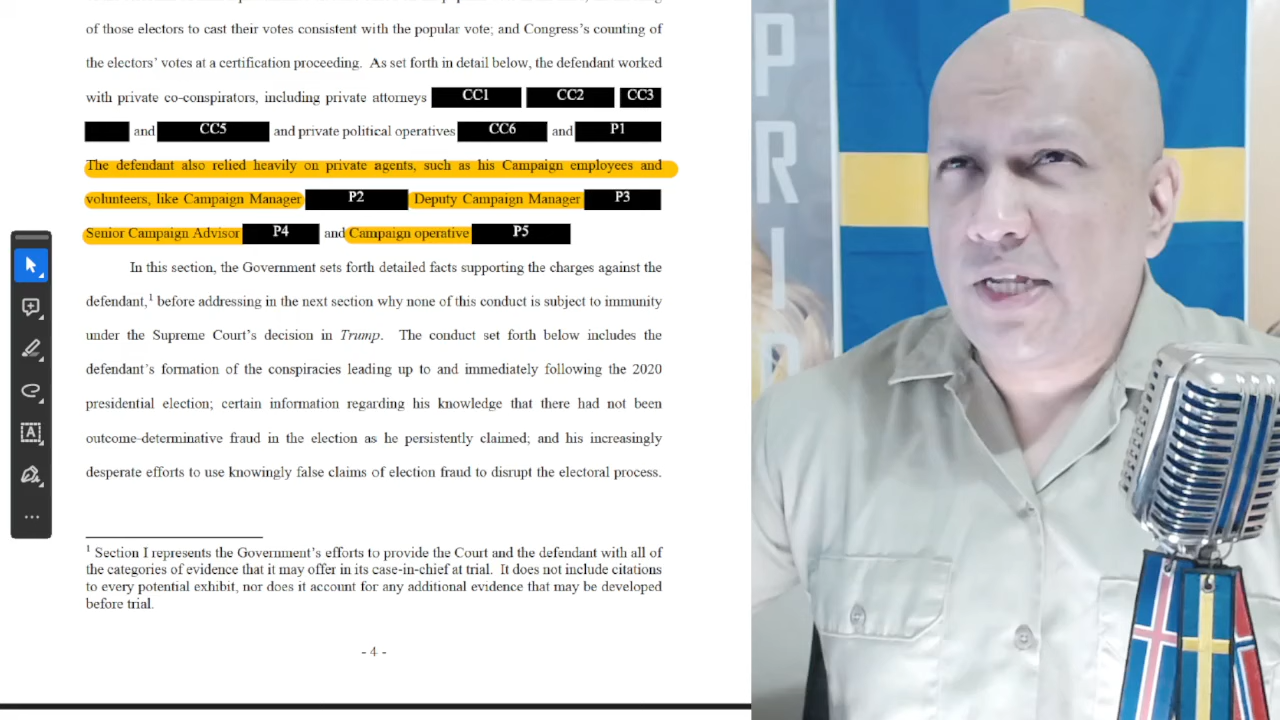 of those electors to cast their votes consistent with the popular vote; and Congress's counting of
the electors' votes at a certification proceeding. As set forth in detail below, the defendant worked
with private co-conspirators, including private attorneys CC1 CC2 CC3
and CC5 and private political operatives CC6 and P1
The defendant also relied heavily on private agents, such as his Campaign employees and
volunteers, like Campaign Manager P2 Deputy Campaign Manager P3
Senior Campaign Advisor P4 and Campaign operative P5
In this section, the Government sets forth detailed facts supporting the charges against the
defendant,¹ before addressing in the next section why none of this conduct is subject to immunity
under the Supreme Court's decision in Trump. The conduct set forth below includes the
defendant's formation of the conspiracies leading up to and immediately following the 2020
presidential election; certain information regarding his knowledge that there had not been
outcome-determinative fraud in the election as he persistently claimed; and his increasingly
desperate efforts to use knowingly false claims of election fraud to disrupt the electoral process.
¹ Section I represents the Government's efforts to provide the Court and the defendant with all of
the categories of evidence that it may offer in its case-in-chief at trial. It does not include citations
to every potential exhibit, nor does it account for any additional evidence that may be developed
before trial.
- 4 -
PRI